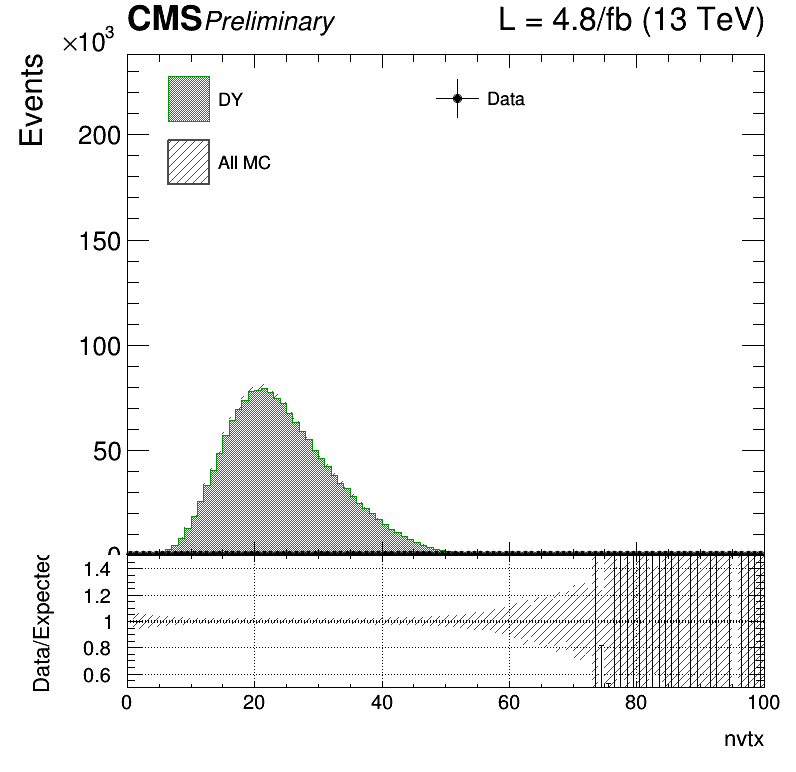 CMS Preliminary L = 4.8/fb (13 TeV)
×10³
Events
DY
Data
All MC
200
150
100
50
0
Data/Expected
1.4
1.2
1
0.8
0.6
0 20 40 60 80 100
nvtx